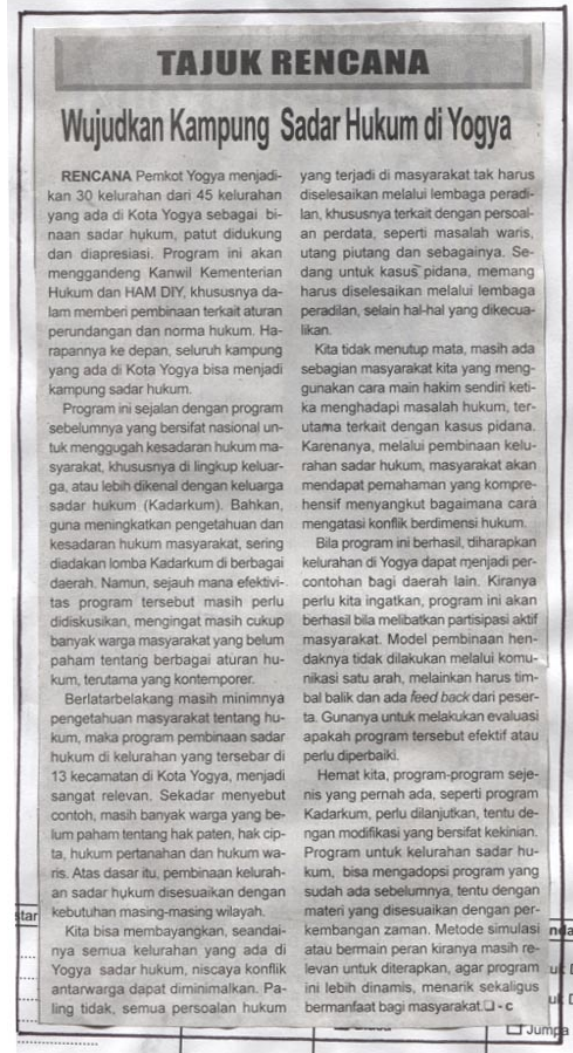 TAJUK RENCANA
Wujudkan Kampung Sadar Hukum di Yogya
RENCANA Pemkot Yogya menjadi-
kan 30 kelurahan dari 45 kelurahan
yang ada di Kota Yogya sebagai bi-
naan sadar hukum, patut didukung
dan diapresiasi. Program ini akan
menggandeng Kanwil Kementerian
Hukum dan HAM DIY, khususnya da-
lam memberi pembinaan terkait aturan
perundangan dan norma hukum. Ha-
rapannya ke depan, seluruh kampung
yang ada di Kota Yogya bisa menjadi
kampung sadar hukum.
Program ini sejalan dengan program
sebelumnya yang bersifat nasional un-
tuk menggugah kesadaran hukum ma-
syarakat, khususnya di lingkup keluar-
ga, atau lebih dikenal dengan keluarga
sadar hukum (Kadarkum). Bahkan,
guna meningkatkan pengetahuan dan
kesadaran hukum masyarakat, sering
diadakan lomba Kadarkum di berbagai
daerah. Namun, sejauh mana efektivi-
tas program tersebut masih perlu
didiskusikan, mengingat masih cukup
banyak warga masyarakat yang belum
paham tentang berbagai aturan hu-
kum, terutama yang kontemporer.
Berlatarbelakang masih minimnya
pengetahuan masyarakat tentang hu-
kum, maka program pembinaan sadar
hukum di kelurahan yang tersebar di
13 kecamatan di Kota Yogya, menjadi
sangat relevan. Sekadar menyebut
contoh, masih banyak warga yang be-
lum paham tentang hak paten, hak cip-
ta, hukum pertanahan dan hukum wa-
ris. Atas dasar itu, pembinaan kelurah-
an sadar hukum disesuaikan dengan
kebutuhan masing-masing wilayah.
Kita bisa membayangkan, seandai-
nya semua kelurahan yang ada di
Yogya sadar hukum, niscaya konflik
antarwarga dapat diminimalkan. Pa-
ling tidak, semua persoalan hukum
yang terjadi di masyarakat tak harus
diselesaikan melalui lembaga peradi-
lan, khususnya terkait dengan persoal-
an perdata, seperti masalah waris,
utang piutang dan sebagainya. Se-
dang untuk kasus pidana, memang
harus diselesaikan melalui lembaga
peradilan, selain hal-hal yang dikecua-
likan.
Kita tidak menutup mata, masih ada
sebagian masyarakat kita yang meng-
gunakan cara main hakim sendiri keti-
ka menghadapi masalah hukum, ter-
utama terkait dengan kasus pidana.
Karenanya, melalui pembinaan kelu-
rahan sadar hukum, masyarakat akan
mendapat pemahaman yang kompre-
hensif menyangkut bagaimana cara
mengatasi konflik berdimensi hukum.
Bila program ini berhasil, diharapkan
kelurahan di Yogya dapat menjadi per-
contohan bagi daerah lain. Kiranya
perlu kita ingatkan, program ini akan
berhasil bila melibatkan partisipasi aktif
masyarakat. Model pembinaan hen-
daknya tidak dilakukan melalui komu-
nikasi satu arah, melainkan harus tim-
bal balik dan ada feed back dari peser-
ta. Gunanya untuk melakukan evaluasi
apakah program tersebut efektif atau
perlu diperbaiki.
Hemat kita, program-program seje-
nis yang pernah ada, seperti program
Kadarkum, perlu dilanjutkan, tentu de-
ngan modifikasi yang bersifat kekinian.
Program untuk kelurahan sadar hu-
kum, bisa mengadopsi program yang
sudah ada sebelumnya, tentu dengan
materi yang disesuaikan dengan per-
kembangan zaman. Metode simulasi
atau bermain peran kiranya masih re-
levan untuk diterapkan, agar program
ini lebih dinamis, menarik sekaligus
bermanfaat bagi masyarakat.❑ - c
Jumpa